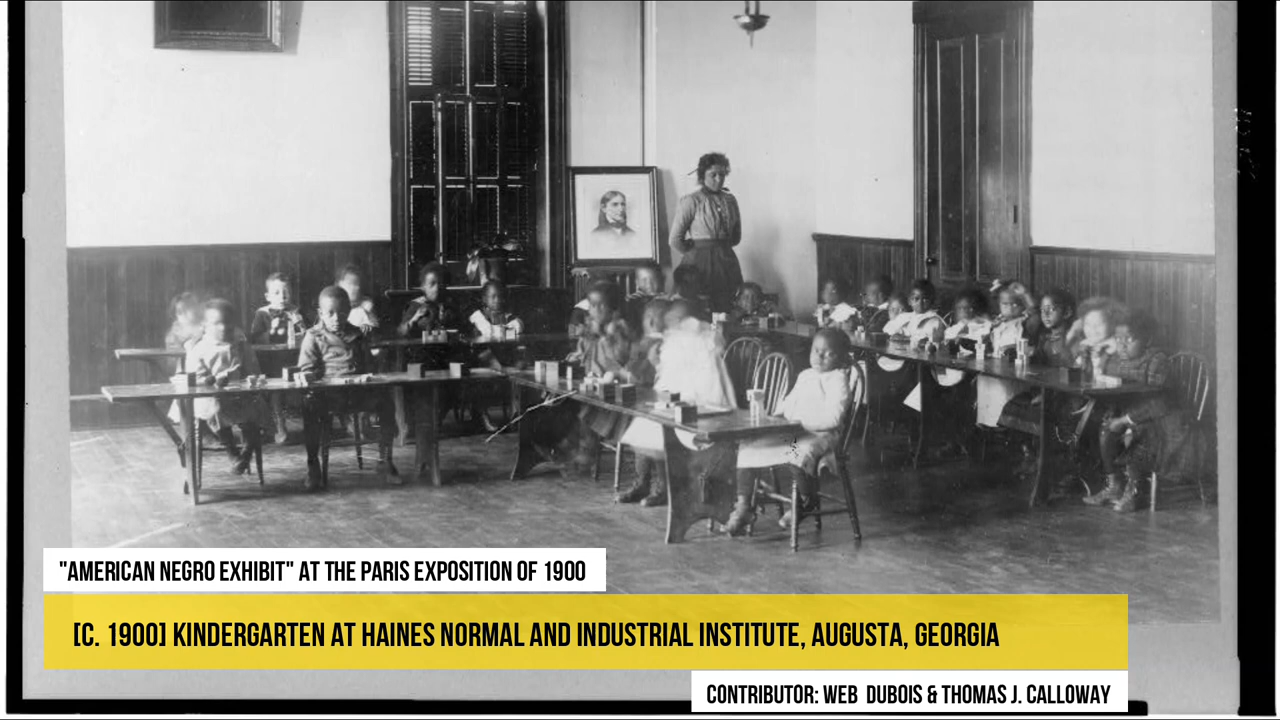 "AMERICAN NEGRO EXHIBIT" AT THE PARIS EXPOSITION OF 1900
[C. 1900] KINDERGARTEN AT HAINES NORMAL AND INDUSTRIAL INSTITUTE, AUGUSTA, GEORGIA
CONTRIBUTOR: WEB DUBOIS & THOMAS J. CALLOWAY